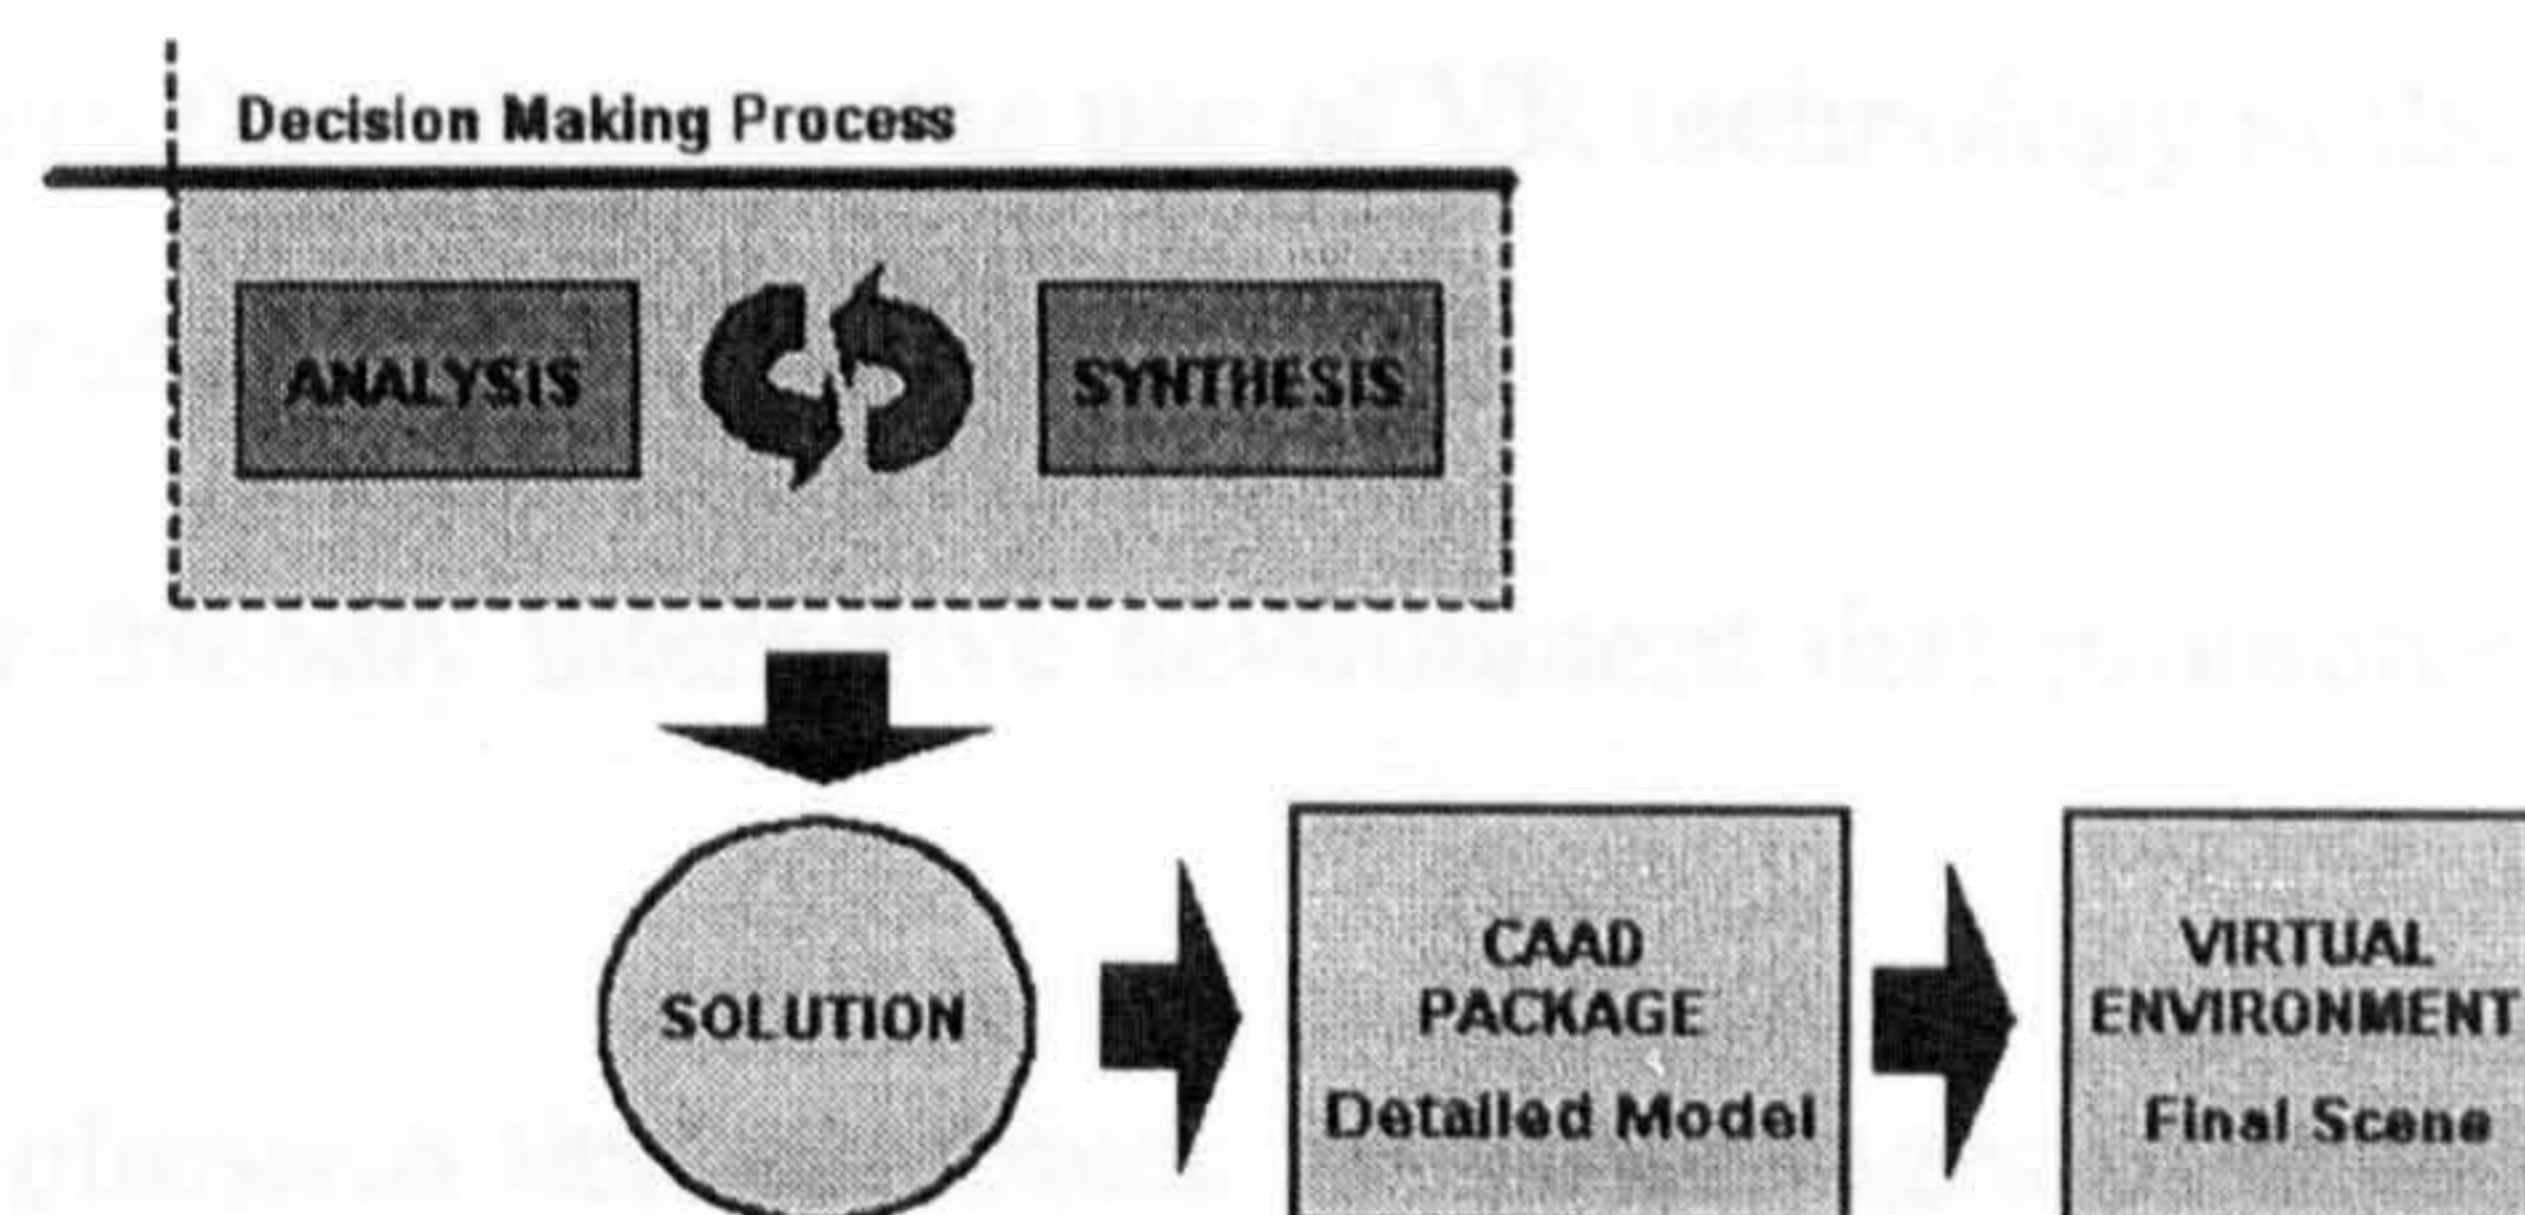 Decision Making Process
ANALYSIS
SYNTHESIS
SOLUTION
CAAD
PACKAGE
Detailed Model
VIRTUAL
ENVIRONMENT
Final Scene